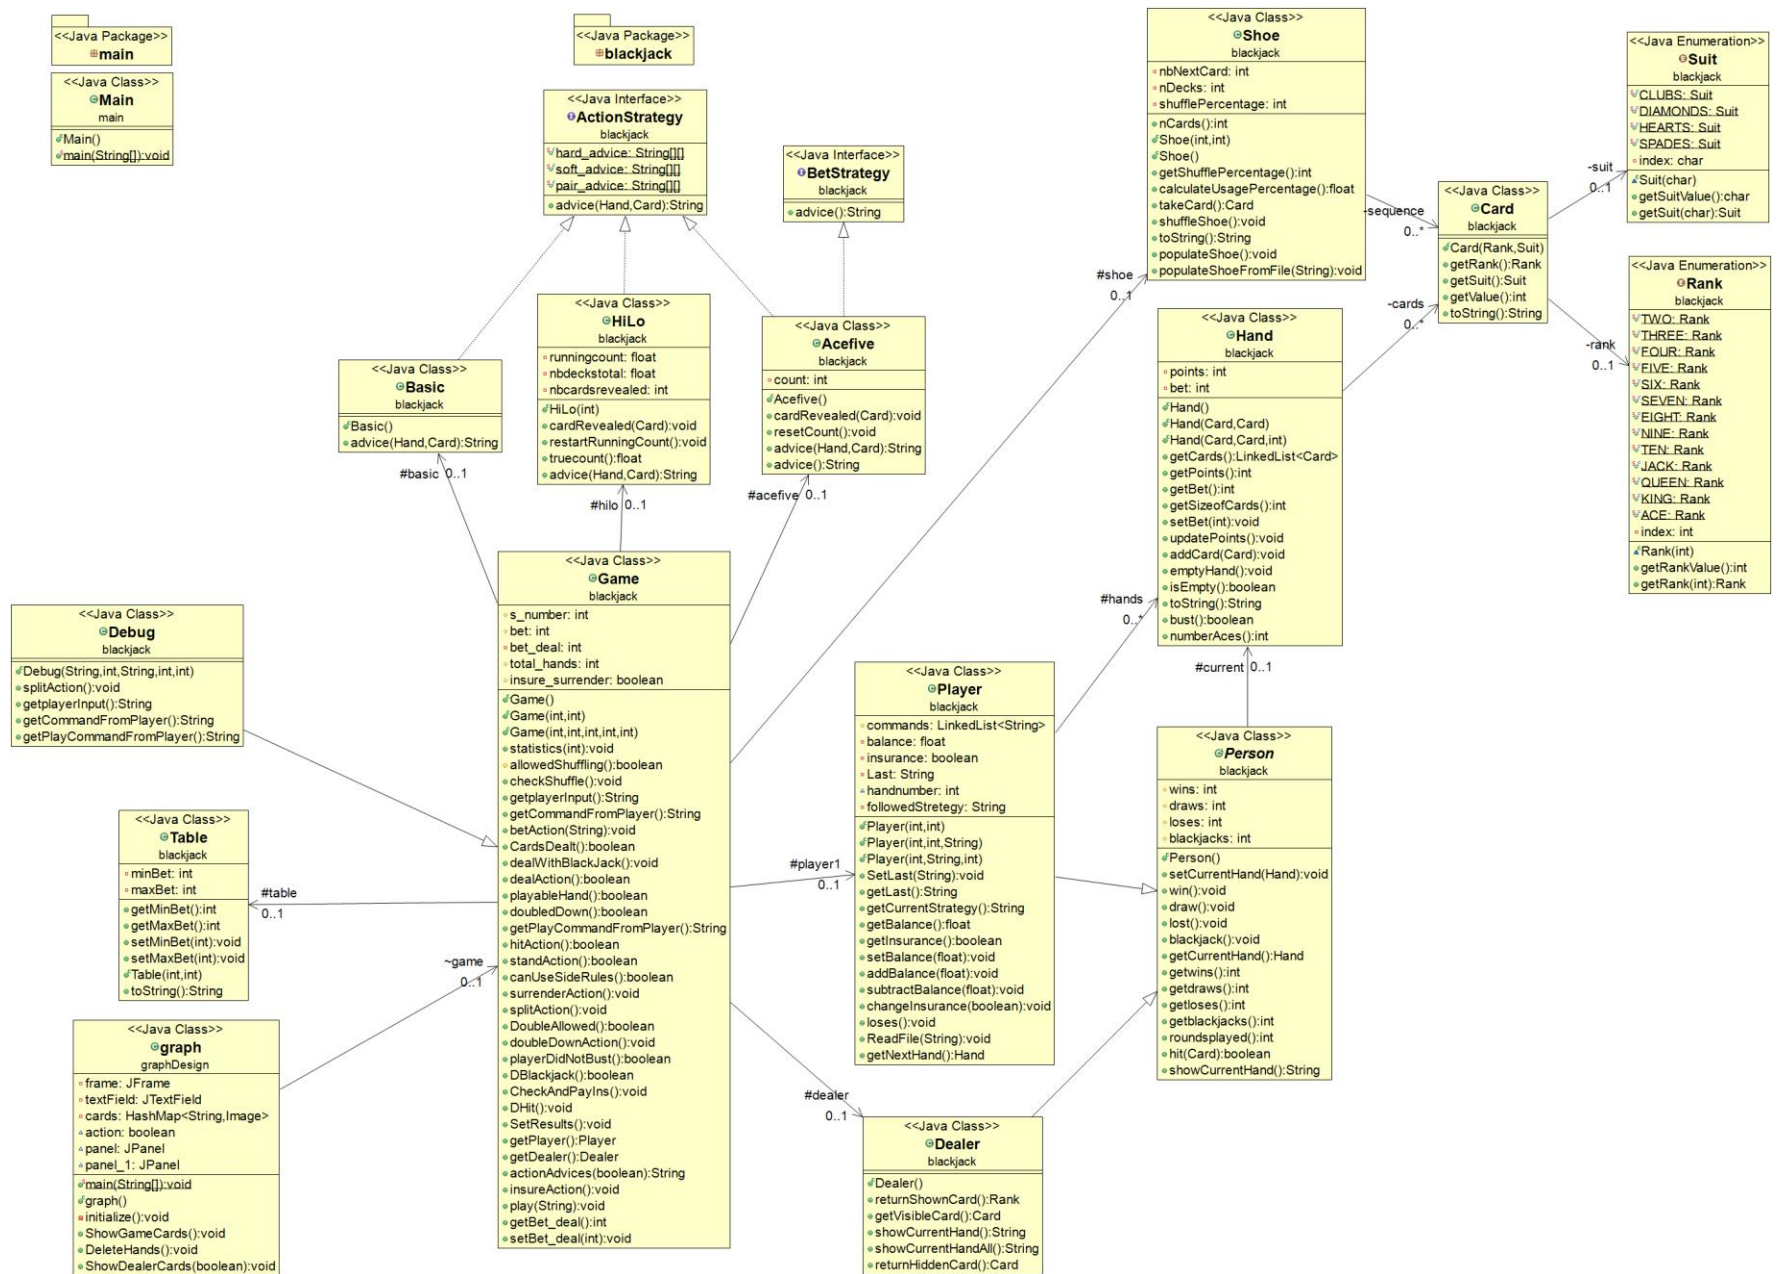 <<Java Package>>
main
<<Java Class>>
Main
main
Main()
main(String[]):void
<<Java Package>>
blackjack
<<Java Interface>>
ActionStrategy
blackjack
hard_advice: String[][]
soft_advice: String[][]
pair_advice: String[][]
advice(Hand,Card):String
<<Java Interface>>
BetStrategy
blackjack
advice():String
<<Java Class>>
Shoe
blackjack
nbNextCard: int
nDecks: int
shufflePercentage: int
nCards():int
Shoe(int,int)
Shoe()
getShufflePercentage():int
calculateUsagePercentage():float
takeCard():Card
shuffleShoe():void
toString():String
populateShoe():void
populateShoeFromFile(String):void
<<Java Enumeration>>
Suit
blackjack
CLUBS: Suit
DIAMONDS: Suit
HEARTS: Suit
SPADES: Suit
index: char
Suit(char)
getSuitValue():char
getSuit(char):Suit
-suit
0..1
-sequence
0..*
<<Java Class>>
Card
blackjack
Card(Rank,Suit)
getRank():Rank
getSuit():Suit
getValue():int
toString():String
#shoe
0..1
-cards
0..*
-rank
0..1
<<Java Enumeration>>
Rank
blackjack
TWO: Rank
THREE: Rank
FOUR: Rank
FIVE: Rank
SIX: Rank
SEVEN: Rank
EIGHT: Rank
NINE: Rank
TEN: Rank
JACK: Rank
QUEEN: Rank
KING: Rank
ACE: Rank
index: int
Rank(int)
getRankValue():int
getRank(int):Rank
<<Java Class>>
Basic
blackjack
Basic()
advice(Hand,Card):String
<<Java Class>>
HiLo
blackjack
runningcount: float
nbdeckstotal: float
nbcardsrevealed: int
HiLo(int)
cardRevealed(Card):void
restartRunningCount():void
truecount():float
advice(Hand,Card):String
<<Java Class>>
Acefive
blackjack
count: int
Acefive()
cardRevealed(Card):void
resetCount():void
advice(Hand,Card):String
advice():String
<<Java Class>>
Hand
blackjack
points: int
bet: int
Hand()
Hand(Card,Card)
Hand(Card,Card,int)
getCards():LinkedList<Card>
getPoints():int
getBet():int
getSizeofCards():int
setBet(int):void
updatePoints():void
addCard(Card):void
emptyHand():void
isEmpty():boolean
toString():String
bust():boolean
numberAces():int
#basic 0..1
#hilo 0..1
#acefive 0..1
#hands
0..*
#current 0..1
<<Java Class>>
Debug
blackjack
Debug(String,int,String,int,int)
splitAction():void
getplayerInput():String
getCommandFromPlayer():String
getPlayCommandFromPlayer():String
<<Java Class>>
Game
blackjack
s_number: int
bet: int
bet_deal: int
total_hands: int
insure_surrender: boolean
Game()
Game(int,int)
Game(int,int,int,int,int)
statistics(int):void
allowedShuffling():boolean
checkShuffle():void
getplayerInput():String
getCommandFromPlayer():String
betAction(String):void
CardsDealt():boolean
dealWithBlackJack():void
dealAction():boolean
playableHand():boolean
doubledDown():boolean
getPlayCommandFromPlayer():String
hitAction():boolean
standAction():boolean
canUseSideRules():boolean
surrenderAction():void
splitAction():void
DoubleAllowed():boolean
doubleDownAction():void
playerDidNotBust():boolean
DBlackjack():boolean
CheckAndPayIns():void
DHit():void
SetResults():void
getPlayer():Player
getDealer():Dealer
actionAdvices(boolean):String
insureAction():void
play(String):void
getBet_deal():int
setBet_deal(int):void
<<Java Class>>
Table
blackjack
minBet: int
maxBet: int
getMinBet():int
getMaxBet():int
setMinBet(int):void
setMaxBet(int):void
Table(int,int)
toString():String
#table
0..1
~game
0..1
<<Java Class>>
graph
graphDesign
frame: JFrame
textField: JTextField
cards: HashMap<String,Image>
action: boolean
panel: JPanel
panel_1: JPanel
main(String[]):void
graph()
initialize():void
ShowGameCards():void
DeleteHands():void
ShowDealerCards(boolean):void
#player1
0..1
<<Java Class>>
Player
blackjack
commands: LinkedList<String>
balance: float
insurance: boolean
Last: String
handnumber: int
followedStretegy: String
Player(int,int)
Player(int,int,String)
Player(int,String,int)
SetLast(String):void
getLast():String
getCurrentStrategy():String
getBalance():float
getInsurance():boolean
setBalance(float):void
addBalance(float):void
subtractBalance(float):void
changeInsurance(boolean):void
loses():void
ReadFile(String):void
getNextHand():Hand
<<Java Class>>
Person
blackjack
wins: int
draws: int
loses: int
blackjacks: int
Person()
setCurrentHand(Hand):void
win():void
draw():void
lost():void
blackjack():void
getCurrentHand():Hand
getwins():int
getdraws():int
getloses():int
getblackjacks():int
roundsplayed():int
hit(Card):boolean
showCurrentHand():String
#dealer
0..1
<<Java Class>>
Dealer
blackjack
Dealer()
returnShownCard():Rank
getVisibleCard():Card
showCurrentHand():String
showCurrentHandAll():String
returnHiddenCard():Card